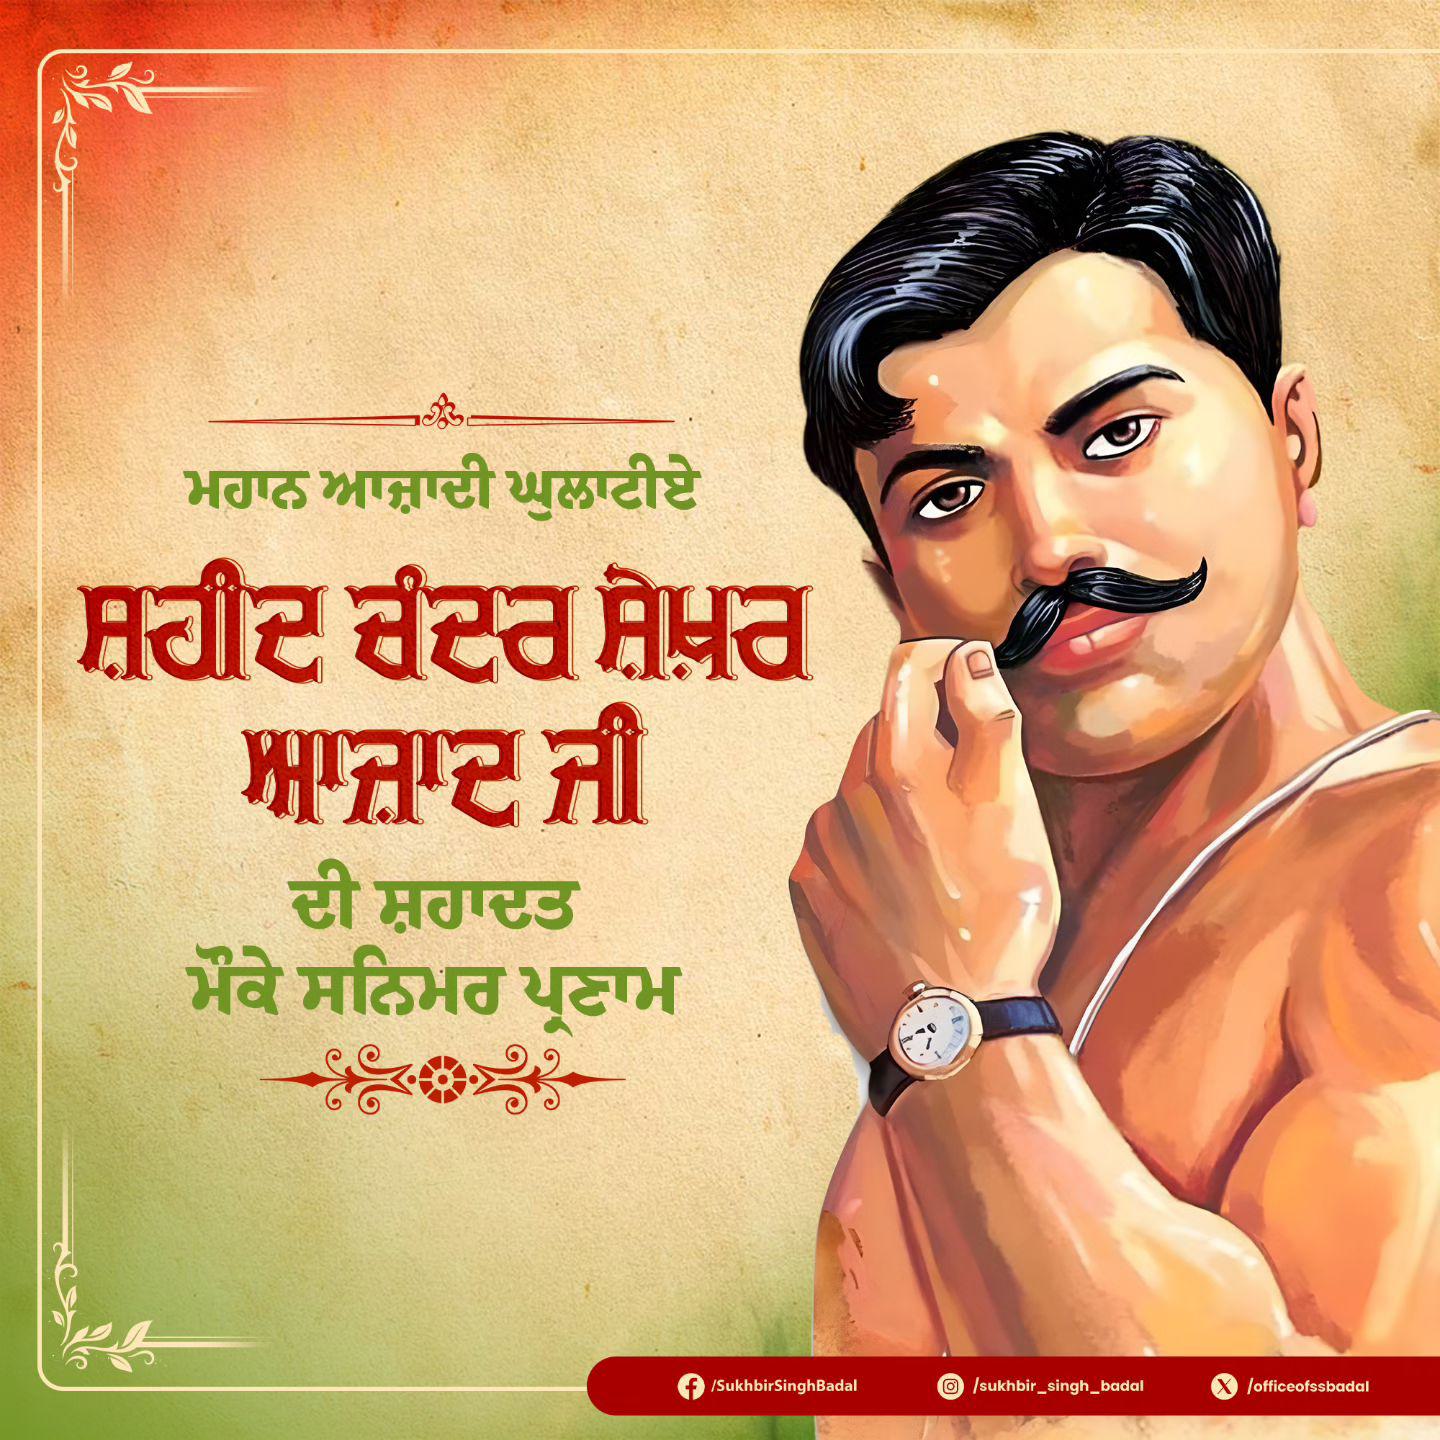 ਮਹਾਨ ਆਜ਼ਾਦੀ ਘੁਲਾਟੀਏ
ਸ਼ਹੀਦ ਚੰਦਰ ਸ਼ੇਖ਼ਰ
ਆਜ਼ਾਦ ਜੀ
ਦੀ ਸ਼ਹਾਦਤ
ਮੌਕੇ ਸਨਿਮਰ ਪ੍ਰਣਾਮ
/SukhbirSinghBadal /sukhbir_singh_badal /officeofssbadal